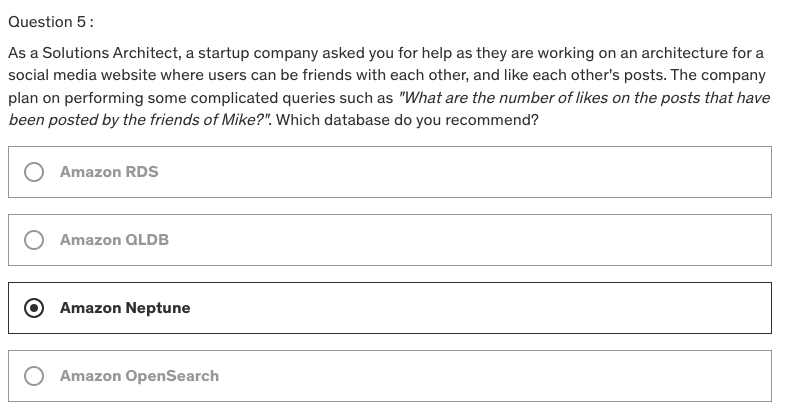 Question 5 :
As a Solutions Architect, a startup company asked you for help as they are working on an architecture for a
social media website where users can be friends with each other, and like each other's posts. The company
plan on performing some complicated queries such as "What are the number of likes on the posts that have
been posted by the friends of Mike?". Which database do you recommend?
Amazon RDS
Amazon QLDB
Amazon Neptune
Amazon OpenSearch